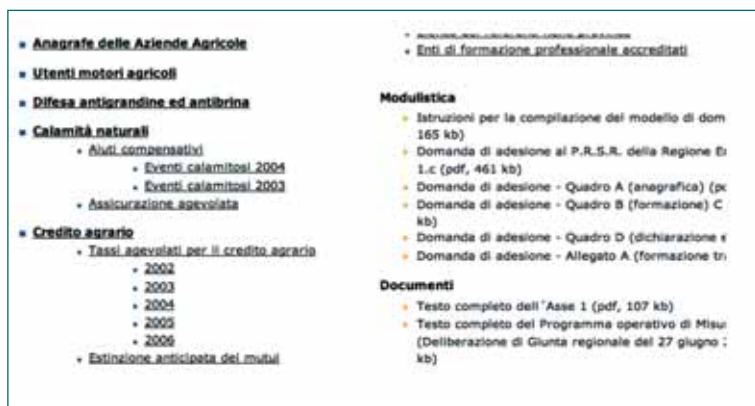 Anagrafe delle Aziende Agricole
Utenti motori agricoli
Difesa antigrandine ed antibrina
Calamità naturali
Aiuti compensativi
Eventi calamitosi 2004
Eventi calamitosi 2003
Assicurazione agevolata
Credito agrario
Tassi agevolati per il credito agrario
2002
2003
2004
2005
2006
Estinzione anticipata dei mutui
Enti di formazione professionale accreditati
Modulistica
Istruzioni per la compilazione del modello di dom
165 kb)
Domanda di adesione al P.R.S.R. della Regione E
1.c (pdf, 461 kb)
Domanda di adesione - Quadro A (anagrafica)
Domanda di adesione - Quadro B (formazione) C
kb)
Domanda di adesione - Quadro D (dichiarazione
Domanda di adesione - Allegato A (formazione
Documenti
Testo completo dell´Asse 1 (pdf, 107 kb)
Testo completo del Programma operativo di Misu
(Deliberazione di Giunta regionale del 27 giugno
kb)